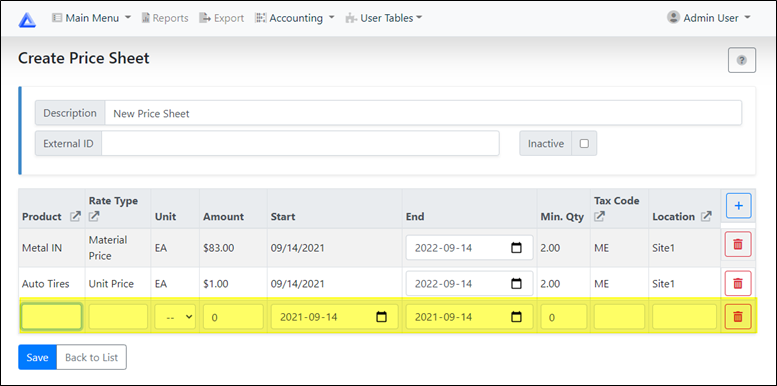 Main Menu Reports Export Accounting User Tables Admin User
Create Price Sheet
?
Description New Price Sheet
External ID Inactive
Product Rate Type Unit Amount Start End Min. Qty Tax Code Location +
Metal IN Material Price EA $83.00 09/14/2021 2022-09-14 2.00 ME Site1
Auto Tires Unit Price EA $1.00 09/14/2021 2022-09-14 2.00 ME Site1
-- 0 2021-09-14 2021-09-14 0
Save Back to List